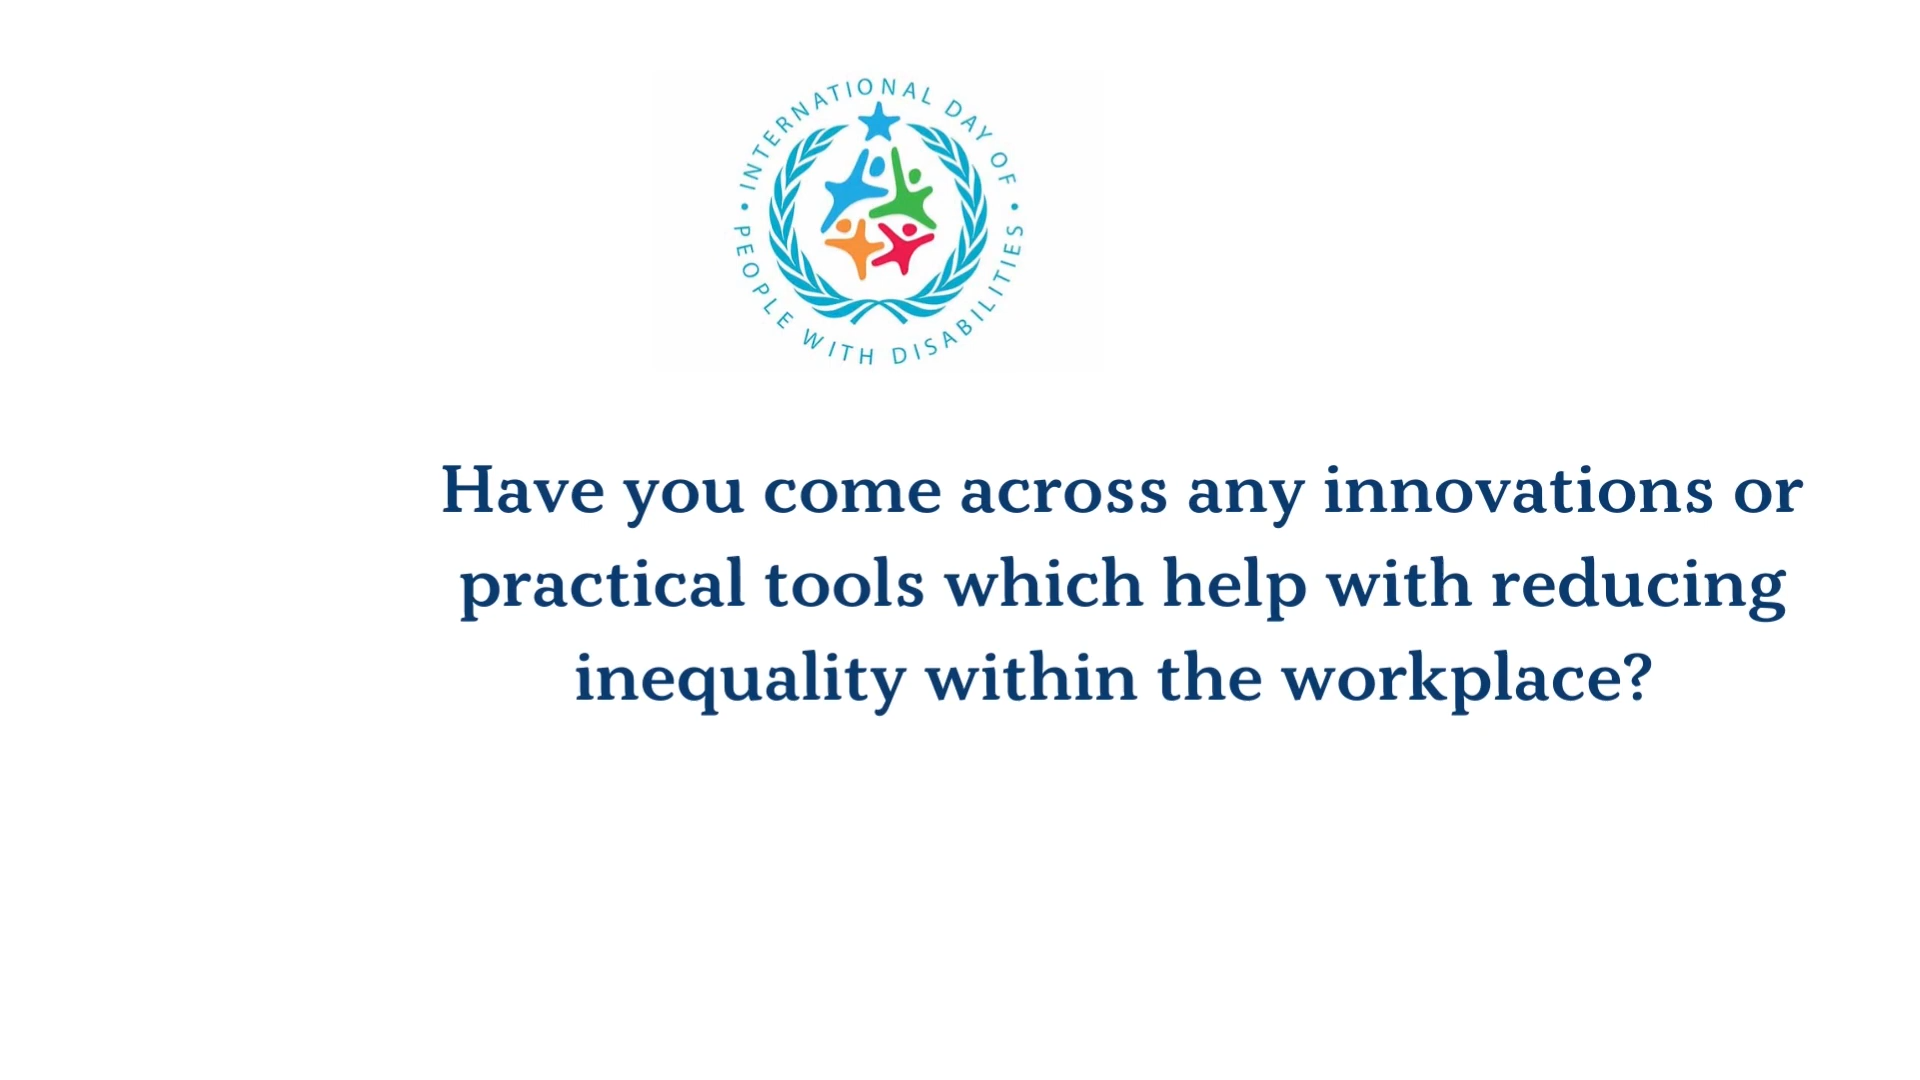 • INTERNATIONAL DAY OF •
PEOPLE WITH DISABILITIES
Have you come across any innovations or
practical tools which help with reducing
inequality within the workplace?